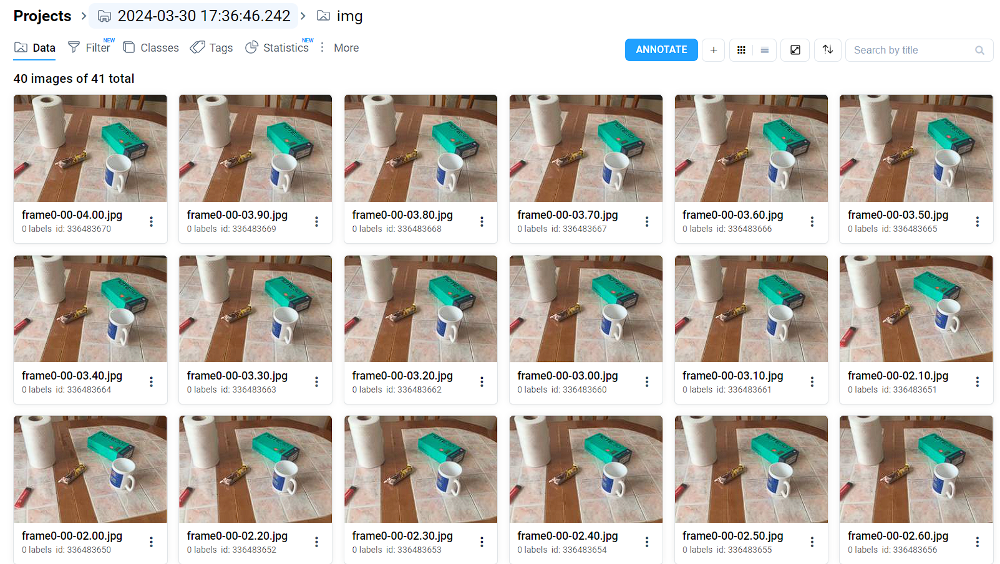 Projects > 2024-03-30 17:36:46.242 > img
Data Filter NEW Classes Tags Statistics NEW More ANNOTATE + Search by title
40 images of 41 total
frame0-00-04.00.jpg
0 labels id: 336483670
frame0-00-03.90.jpg
0 labels id: 336483669
frame0-00-03.80.jpg
0 labels id: 336483668
frame0-00-03.70.jpg
0 labels id: 336483667
frame0-00-03.60.jpg
0 labels id: 336483666
frame0-00-03.50.jpg
0 labels id: 336483665
frame0-00-03.40.jpg
0 labels id: 336483664
frame0-00-03.30.jpg
0 labels id: 336483663
frame0-00-03.20.jpg
0 labels id: 336483662
frame0-00-03.00.jpg
0 labels id: 336483660
frame0-00-03.10.jpg
0 labels id: 336483661
frame0-00-02.10.jpg
0 labels id: 336483651
frame0-00-02.00.jpg
0 labels id: 336483650
frame0-00-02.20.jpg
0 labels id: 336483652
frame0-00-02.30.jpg
0 labels id: 336483653
frame0-00-02.40.jpg
0 labels id: 336483654
frame0-00-02.50.jpg
0 labels id: 336483655
frame0-00-02.60.jpg
0 labels id: 336483656